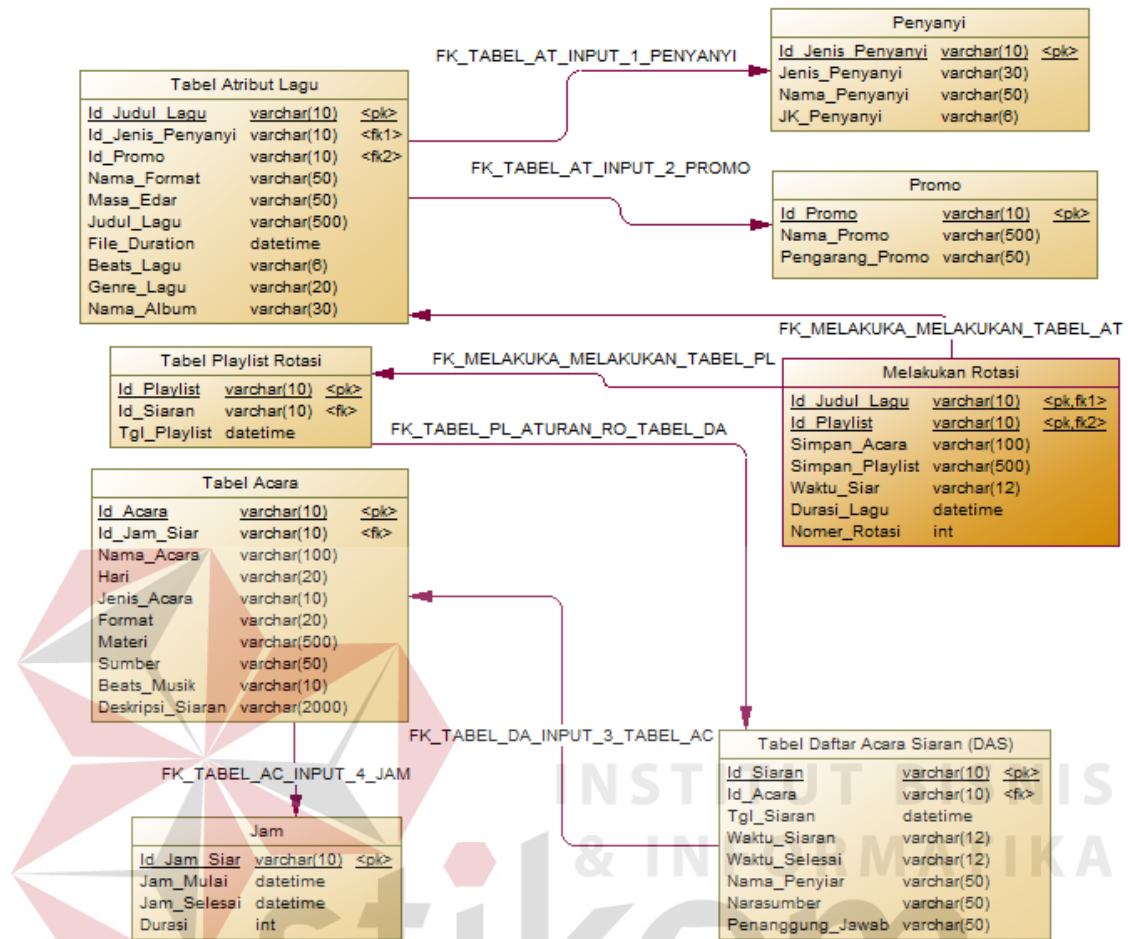 Penyanyi
Id_Jenis_Penyanyi varchar(10) <pk>
Jenis_Penyanyi varchar(30)
Nama_Penyanyi varchar(50)
JK_Penyanyi varchar(6)
FK_TABEL_AT_INPUT_1_PENYANYI
Tabel Atribut Lagu
Id_Judul_Lagu varchar(10) <pk>
Id_Jenis_Penyanyi varchar(10) <fk1>
Id_Promo varchar(10) <fk2>
Nama_Format varchar(50)
Masa_Edar varchar(50)
Judul_Lagu varchar(500)
File_Duration datetime
Beats_Lagu varchar(6)
Genre_Lagu varchar(20)
Nama_Album varchar(30)
FK_TABEL_AT_INPUT_2_PROMO
Promo
Id_Promo varchar(10) <pk>
Nama_Promo varchar(500)
Pengarang_Promo varchar(50)
FK_MELAKUKA_MELAKUKAN_TABEL_AT
Tabel Playlist Rotasi
Id_Playlist varchar(10) <pk>
Id_Siaran varchar(10) <fk>
Tgl_Playlist datetime
FK_MELAKUKA_MELAKUKAN_TABEL_PL
Melakukan Rotasi
Id_Judul_Lagu varchar(10) <pk,fk1>
Id_Playlist varchar(10) <pk,fk2>
Simpan_Acara varchar(100)
Simpan_Playlist varchar(500)
Waktu_Siar varchar(12)
Durasi_Lagu datetime
Nomer_Rotasi int
FK_TABEL_PL_ATURAN_RO_TABEL_DA
Tabel Acara
Id_Acara varchar(10) <pk>
Id_Jam_Siar varchar(10) <fk>
Nama_Acara varchar(100)
Hari varchar(20)
Jenis_Acara varchar(10)
Format varchar(20)
Materi varchar(500)
Sumber varchar(50)
Beats_Musik varchar(10)
Deskripsi_Siaran varchar(2000)
FK_TABEL_DA_INPUT_3_TABEL_AC
FK_TABEL_AC_INPUT_4_JAM
Jam
Id_Jam_Siar varchar(10) <pk>
Jam_Mulai datetime
Jam_Selesai datetime
Durasi int
Tabel Daftar Acara Siaran (DAS)
Id_Siaran varchar(10) <pk>
Id_Acara varchar(10) <fk>
Tgl_Siaran datetime
Waktu_Siaran varchar(12)
Waktu_Selesai varchar(12)
Nama_Penyiar varchar(50)
Narasumber varchar(50)
Penanggung_Jawab varchar(50)
INSTITUT BISNIS
& INFORMATIKA
stikom